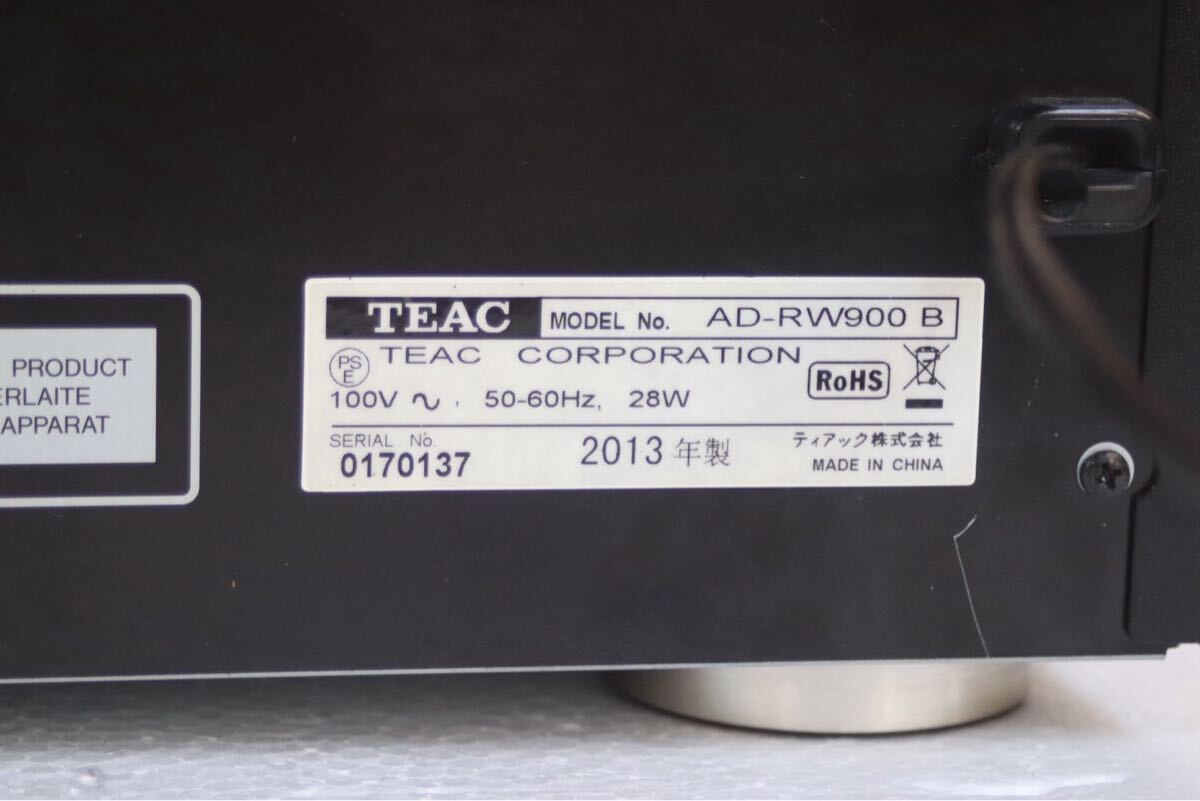 PRODUCT
ERLAITE
APPARAT
TEAC MODEL No. AD-RW900 B
PS E TEAC CORPORATION
RoHS
100V ∿ . 50-60Hz, 28W
SERIAL No.
0170137
2013 年製
ティアック株式会社
MADE IN CHINA